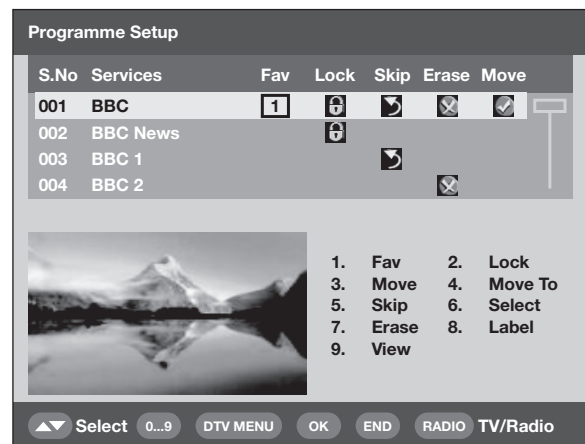 Programme Setup
S.No Services Fav Lock Skip Erase Move
001 BBC 1
002 BBC News
003 BBC 1
004 BBC 2
1. Fav 2. Lock
3. Move 4. Move To
5. Skip 6. Select
7. Erase 8. Label
9. View
Select 0...9 DTV MENU OK END RADIO TV/Radio